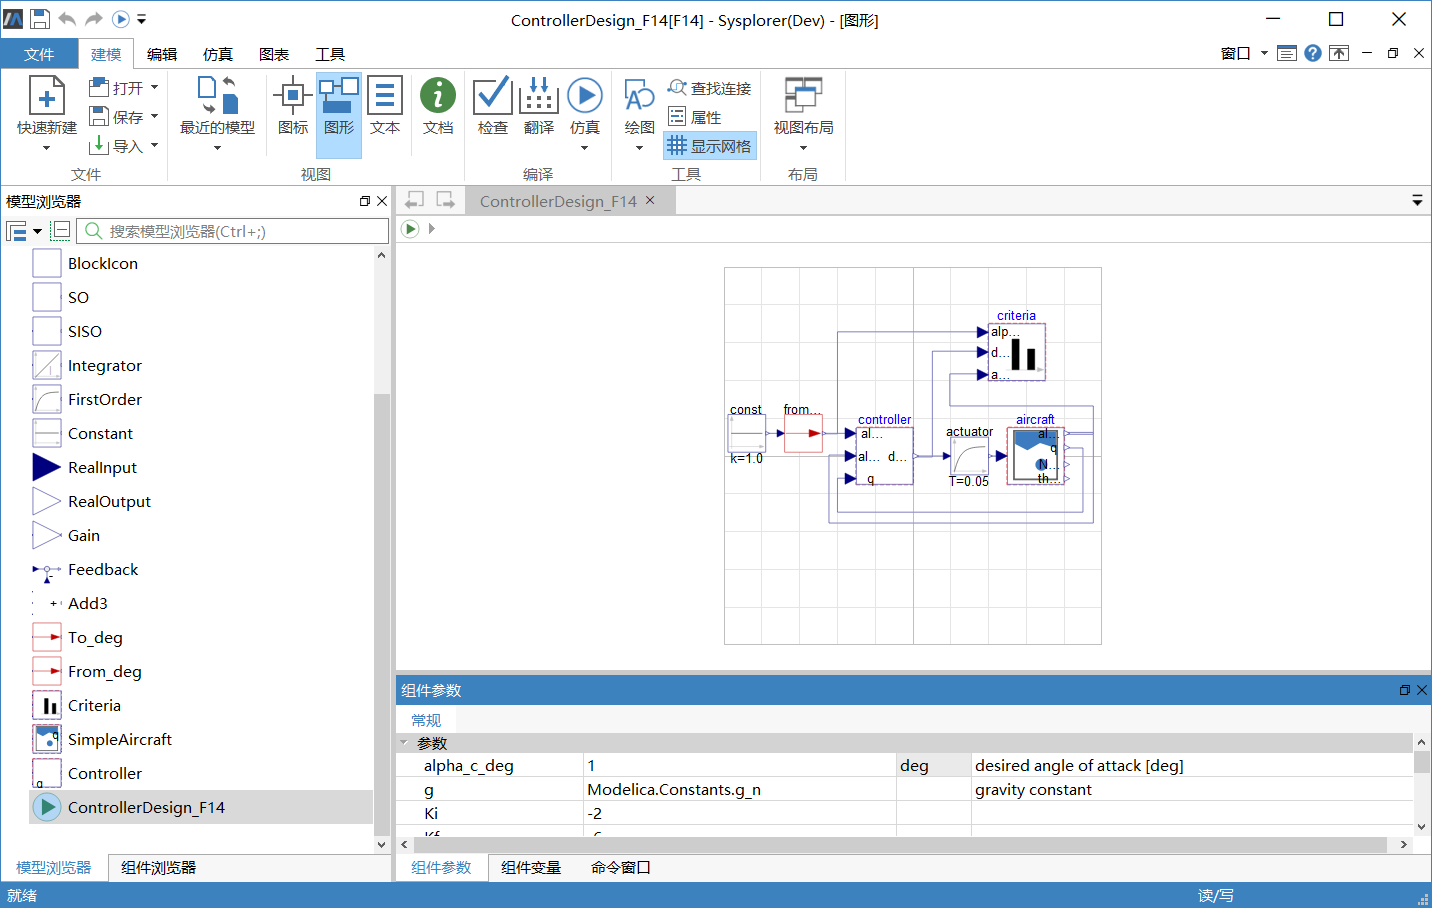 ControllerDesign_F14[F14] - Sysplorer(Dev) - [图形]
文件 建模 编辑 仿真 图表 工具 窗口
快速新建
打开
保存
导入
文件
最近的模型
图标
图形
文本
文档
视图
检查
翻译
仿真
编译
绘图
查找连接
属性
显示网格
工具
视图布局
布局
模型浏览器
搜索模型浏览器(Ctrl+;)
BlockIcon
SO
SISO
Integrator
FirstOrder
Constant
RealInput
RealOutput
Gain
Feedback
Add3
To_deg
From_deg
Criteria
SimpleAircraft
Controller
ControllerDesign_F14
模型浏览器 组件浏览器
ControllerDesign_F14
criteria
alp...
d...
a...
const
k=1.0
from...
controller
al...
al... d...
q
actuator
T=0.05
aircraft
al...
q
N...
th...
组件参数
常规
参数
alpha_c_deg 1 deg desired angle of attack [deg]
g Modelica.Constants.g_n gravity constant
Ki -2
组件参数 组件变量 命令窗口
就绪 读/写